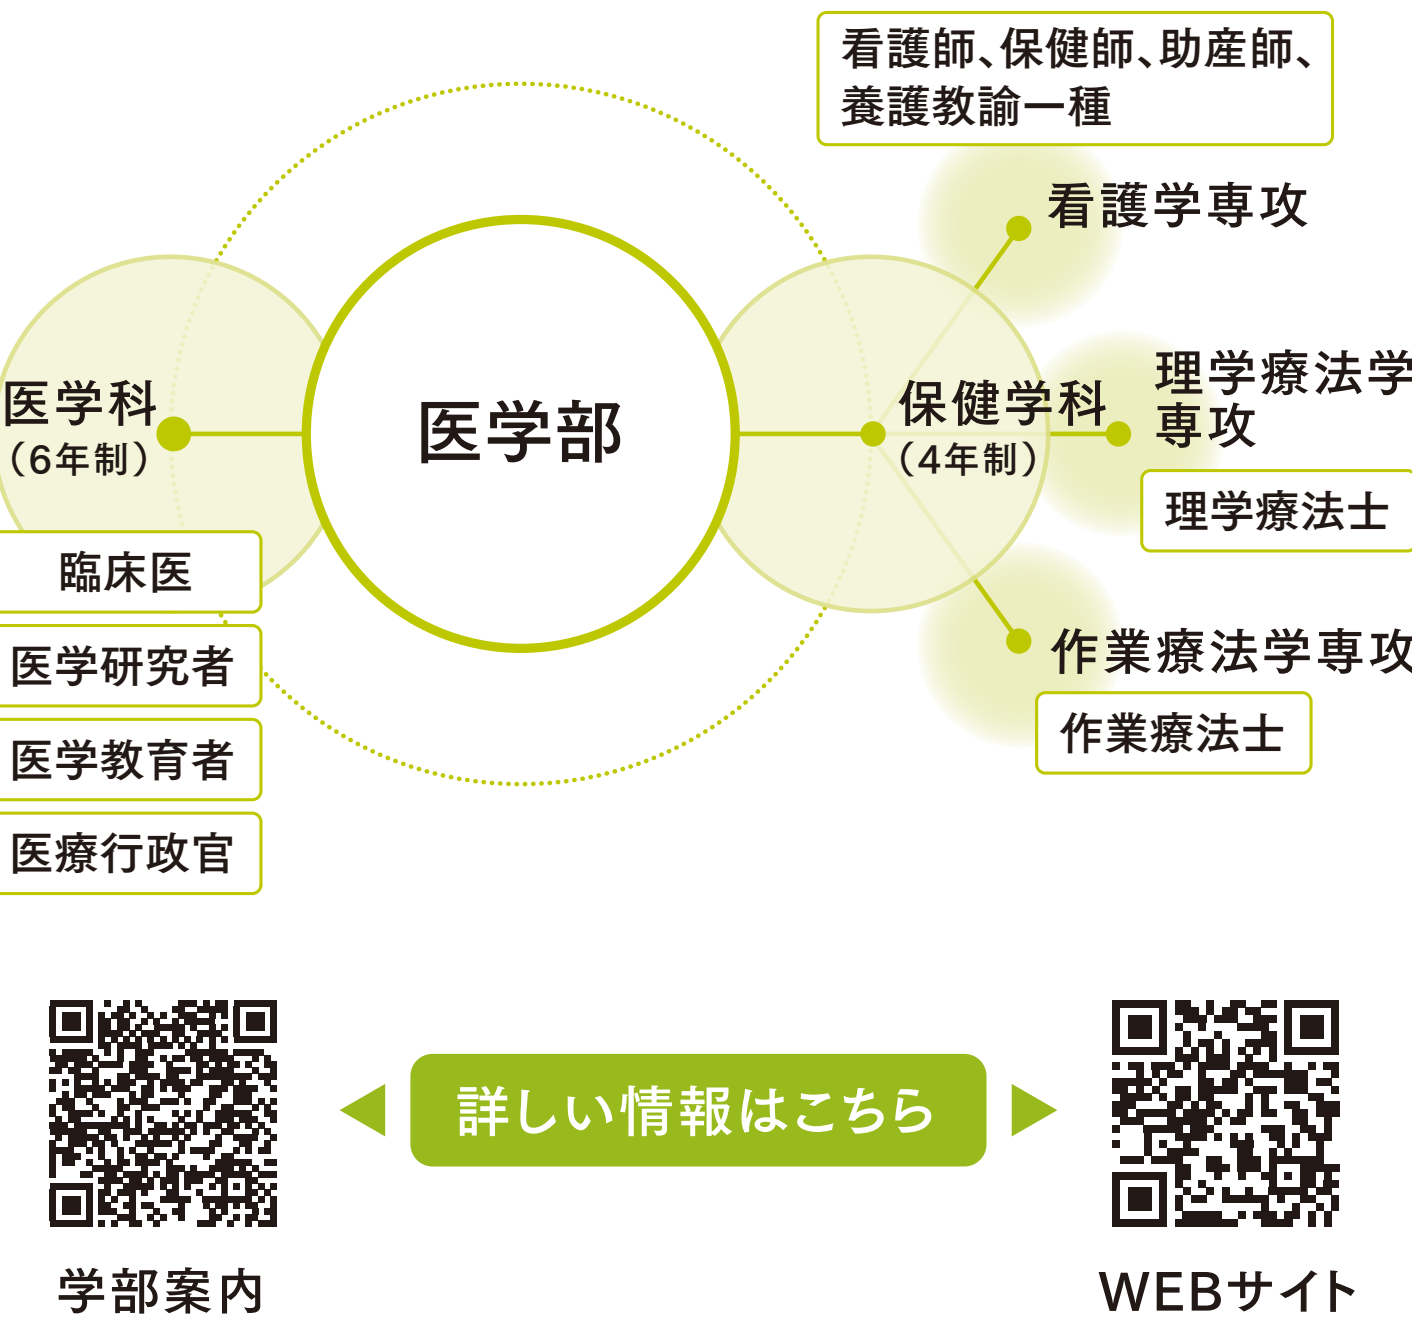 看護師、保健師、助産師、
養護教諭一種
看護学専攻
医学科
（6年制）
医学部
保健学科
（4年制）
理学療法学
専攻
理学療法士
臨床医
医学研究者
医学教育者
医療行政官
作業療法学専攻
作業療法士
詳しい情報はこちら
学部案内
WEBサイト